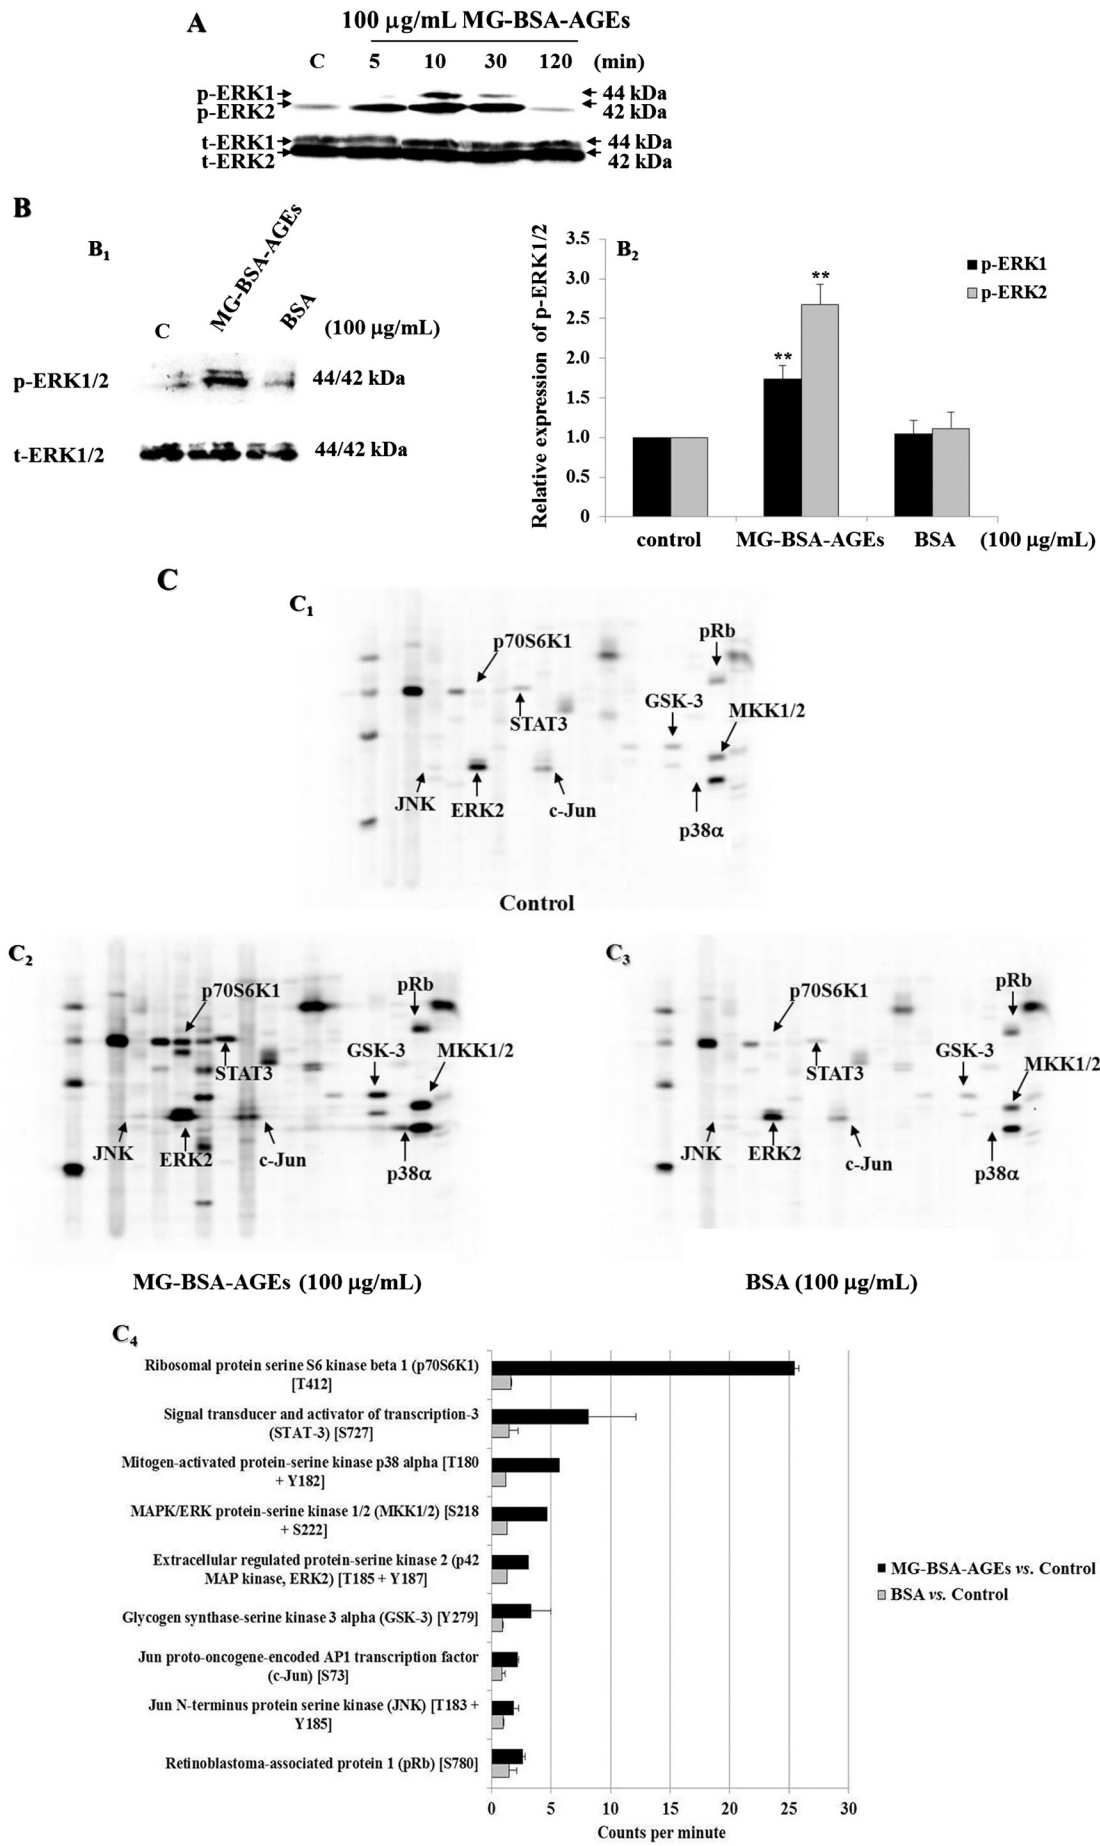 A
100 µg/mL MG-BSA-AGEs
C 5 10 30 120 (min)
p-ERK1 44 kDa
p-ERK2 42 kDa
t-ERK1 44 kDa
t-ERK2 42 kDa
B
B1
C MG-BSA-AGEs BSA (100 µg/mL)
p-ERK1/2 44/42 kDa
t-ERK1/2 44/42 kDa
B2
Relative expression of p-ERK1/2
3.5
3.0
2.5
2.0
1.5
1.0
0.5
0
** **
p-ERK1
p-ERK2
control MG-BSA-AGEs BSA (100 µg/mL)
C
C1
p70S6K1
pRb
STAT3
GSK-3
MKK1/2
JNK
ERK2
c-Jun
p38α
Control
C2
p70S6K1
pRb
STAT3
GSK-3
MKK1/2
JNK
ERK2
c-Jun
p38α
MG-BSA-AGEs (100 µg/mL)
C3
p70S6K1
pRb
STAT3
GSK-3
MKK1/2
JNK
ERK2
c-Jun
p38α
BSA (100 µg/mL)
C4
Ribosomal protein serine S6 kinase beta 1 (p70S6K1)
[T412]
Signal transducer and activator of transcription-3
(STAT-3) [S727]
Mitogen-activated protein-serine kinase p38 alpha [T180
+ Y182]
MAPK/ERK protein-serine kinase 1/2 (MKK1/2) [S218
+ S222]
Extracellular regulated protein-serine kinase 2 (p42
MAP kinase, ERK2) [T185 + Y187]
Glycogen synthase-serine kinase 3 alpha (GSK-3) [Y279]
Jun proto-oncogene-encoded AP1 transcription factor
(c-Jun) [S73]
Jun N-terminus protein serine kinase (JNK) [T183 +
Y185]
Retinoblastoma-associated protein 1 (pRb) [S780]
MG-BSA-AGEs vs. Control
BSA vs. Control
0 5 10 15 20 25 30
Counts per minute